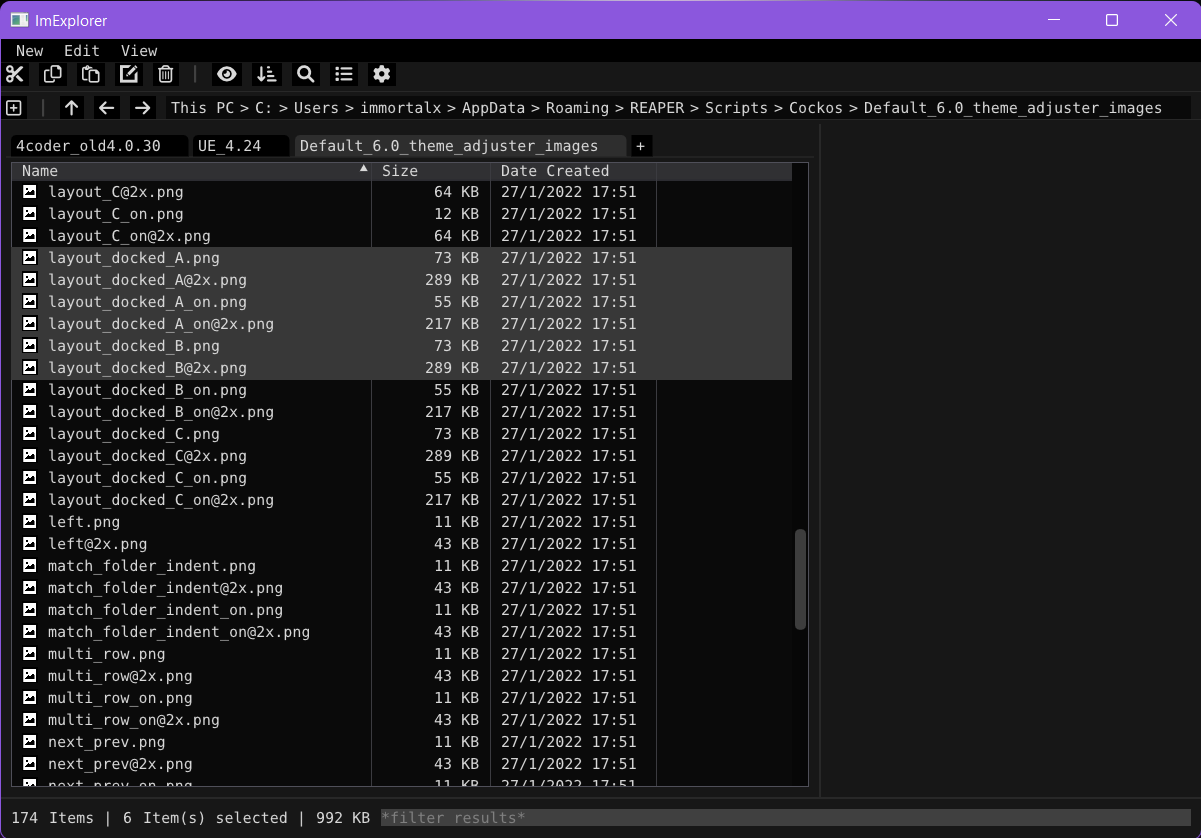 ImExplorer
New Edit View
This PC > C: > Users > immortalx > AppData > Roaming > REAPER > Scripts > Cockos > Default_6.0_theme_adjuster_images
4coder_old4.0.30 UE_4.24 Default_6.0_theme_adjuster_images +
Name Size Date Created
layout_C@2x.png 64 KB 27/1/2022 17:51
layout_C_on.png 12 KB 27/1/2022 17:51
layout_C_on@2x.png 64 KB 27/1/2022 17:51
layout_docked_A.png 73 KB 27/1/2022 17:51
layout_docked_A@2x.png 289 KB 27/1/2022 17:51
layout_docked_A_on.png 55 KB 27/1/2022 17:51
layout_docked_A_on@2x.png 217 KB 27/1/2022 17:51
layout_docked_B.png 73 KB 27/1/2022 17:51
layout_docked_B@2x.png 289 KB 27/1/2022 17:51
layout_docked_B_on.png 55 KB 27/1/2022 17:51
layout_docked_B_on@2x.png 217 KB 27/1/2022 17:51
layout_docked_C.png 73 KB 27/1/2022 17:51
layout_docked_C@2x.png 289 KB 27/1/2022 17:51
layout_docked_C_on.png 55 KB 27/1/2022 17:51
layout_docked_C_on@2x.png 217 KB 27/1/2022 17:51
left.png 11 KB 27/1/2022 17:51
left@2x.png 43 KB 27/1/2022 17:51
match_folder_indent.png 11 KB 27/1/2022 17:51
match_folder_indent@2x.png 43 KB 27/1/2022 17:51
match_folder_indent_on.png 11 KB 27/1/2022 17:51
match_folder_indent_on@2x.png 43 KB 27/1/2022 17:51
multi_row.png 11 KB 27/1/2022 17:51
multi_row@2x.png 43 KB 27/1/2022 17:51
multi_row_on.png 11 KB 27/1/2022 17:51
multi_row_on@2x.png 43 KB 27/1/2022 17:51
next_prev.png 11 KB 27/1/2022 17:51
next_prev@2x.png 43 KB 27/1/2022 17:51
next_prev_on.png 11 KB 27/1/2022 17:51
174 Items | 6 Item(s) selected | 992 KB *filter results*